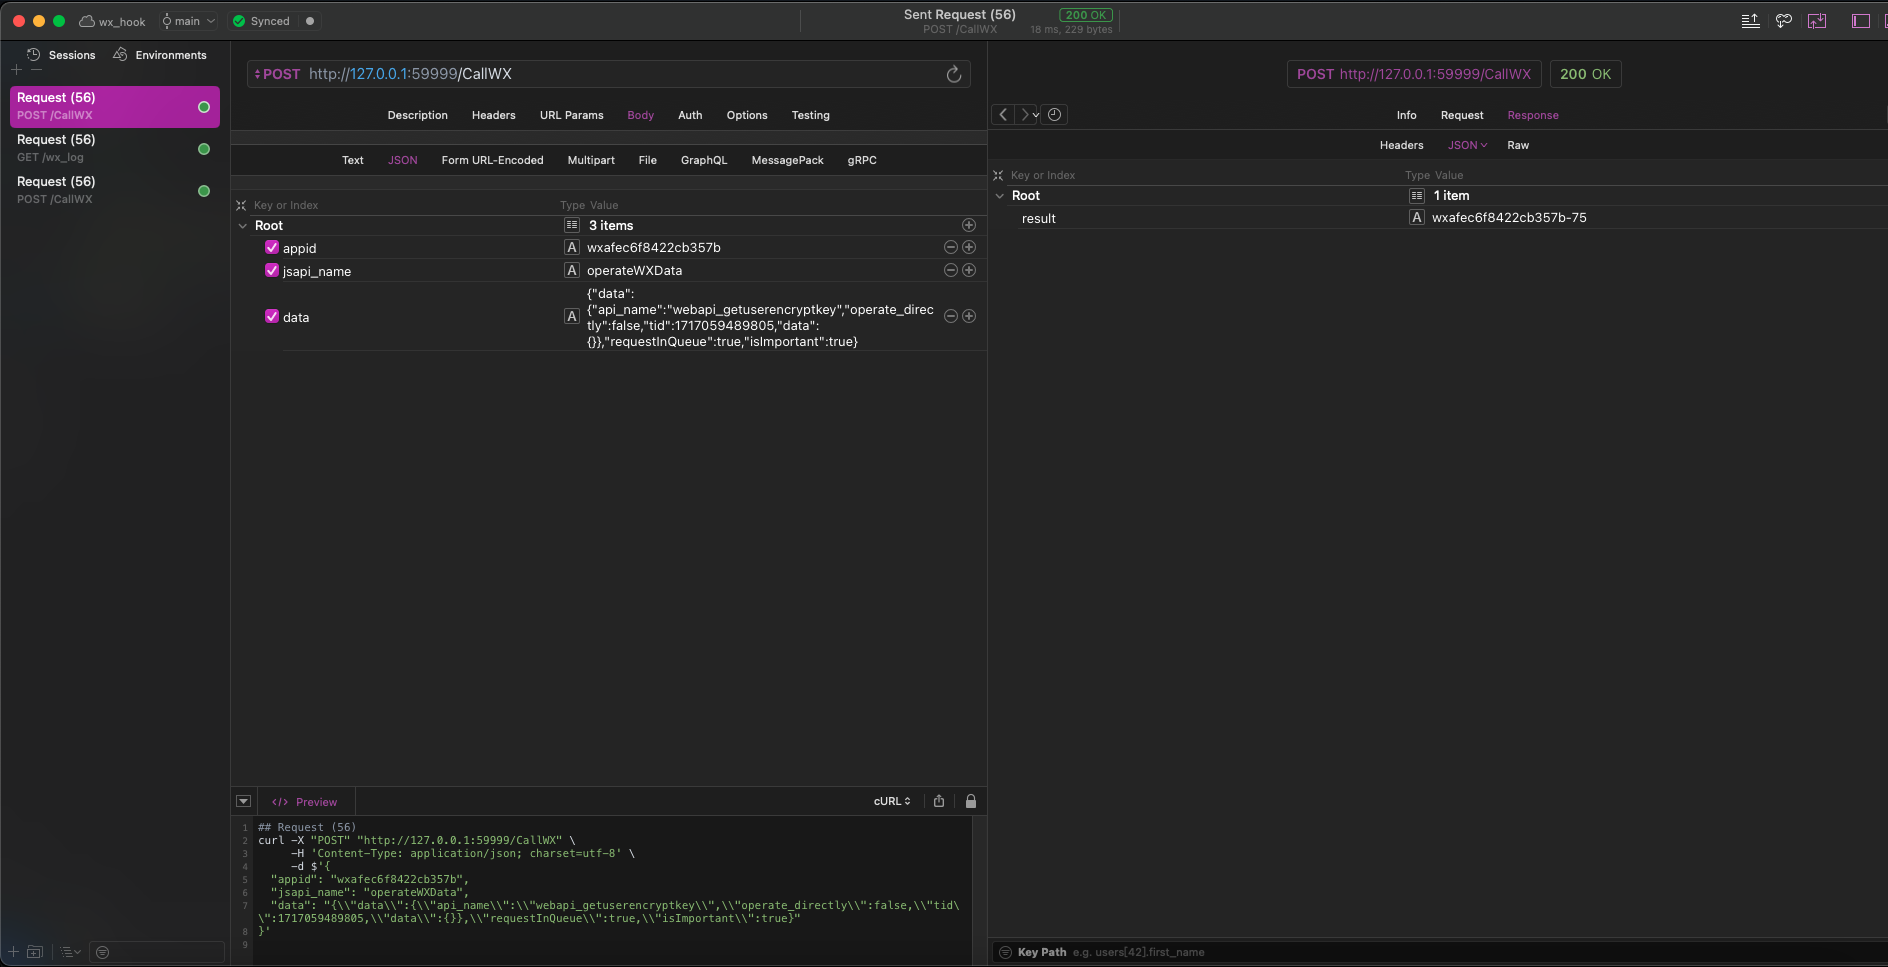 wx_hook
main
Synced
Sent Request (56)
POST /CallWX
200 OK
18 ms, 229 bytes
Sessions
Environments
Request (56)
POST /CallWX
Request (56)
GET /wx_log
Request (56)
POST /CallWX
POST http://127.0.0.1:59999/CallWX
Description Headers URL Params Body Auth Options Testing
Text JSON Form URL-Encoded Multipart File GraphQL MessagePack gRPC
Key or Index Type Value
Root 3 items
appid A wxafec6f8422cb357b
jsapi_name A operateWXData
data A {"data":
{"api_name":"webapi_getuserencryptkey","operate_direc
tly":false,"tid":1717059489805,"data":
{}},"requestInQueue":true,"isImportant":true}
</> Preview
cURL
1 ## Request (56)
2 curl -X "POST" "http://127.0.0.1:59999/CallWX" \
3 -H 'Content-Type: application/json; charset=utf-8' \
4 -d $'{
5 "appid": "wxafec6f8422cb357b",
6 "jsapi_name": "operateWXData",
7 "data": "{\\"data\\":{\\"api_name\\":\\"webapi_getuserencryptkey\\",\\"operate_directly\\":false,\\"tid\
\":1717059489805,\\"data\\":{}},\\"requestInQueue\\":true,\\"isImportant\\":true}"
8 }'
9
POST http://127.0.0.1:59999/CallWX
200 OK
Info Request Response
Headers JSON Raw
Key or Index Type Value
Root 1 item
result A wxafec6f8422cb357b-75
Key Path e.g. users[42].first_name